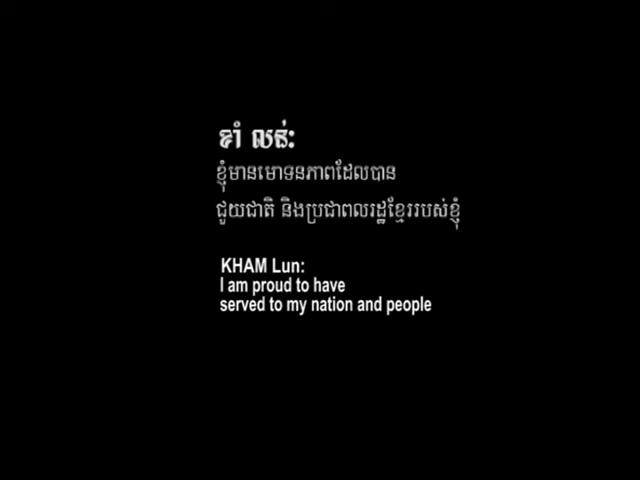 ខាំ លន់:
ខ្ញុំមានមោទនភាពដែលបាន
ជួយជាតិ និងប្រជាពលរដ្ឋខ្មែររបស់ខ្ញុំ
KHAM Lun:
I am proud to have
served to my nation and people